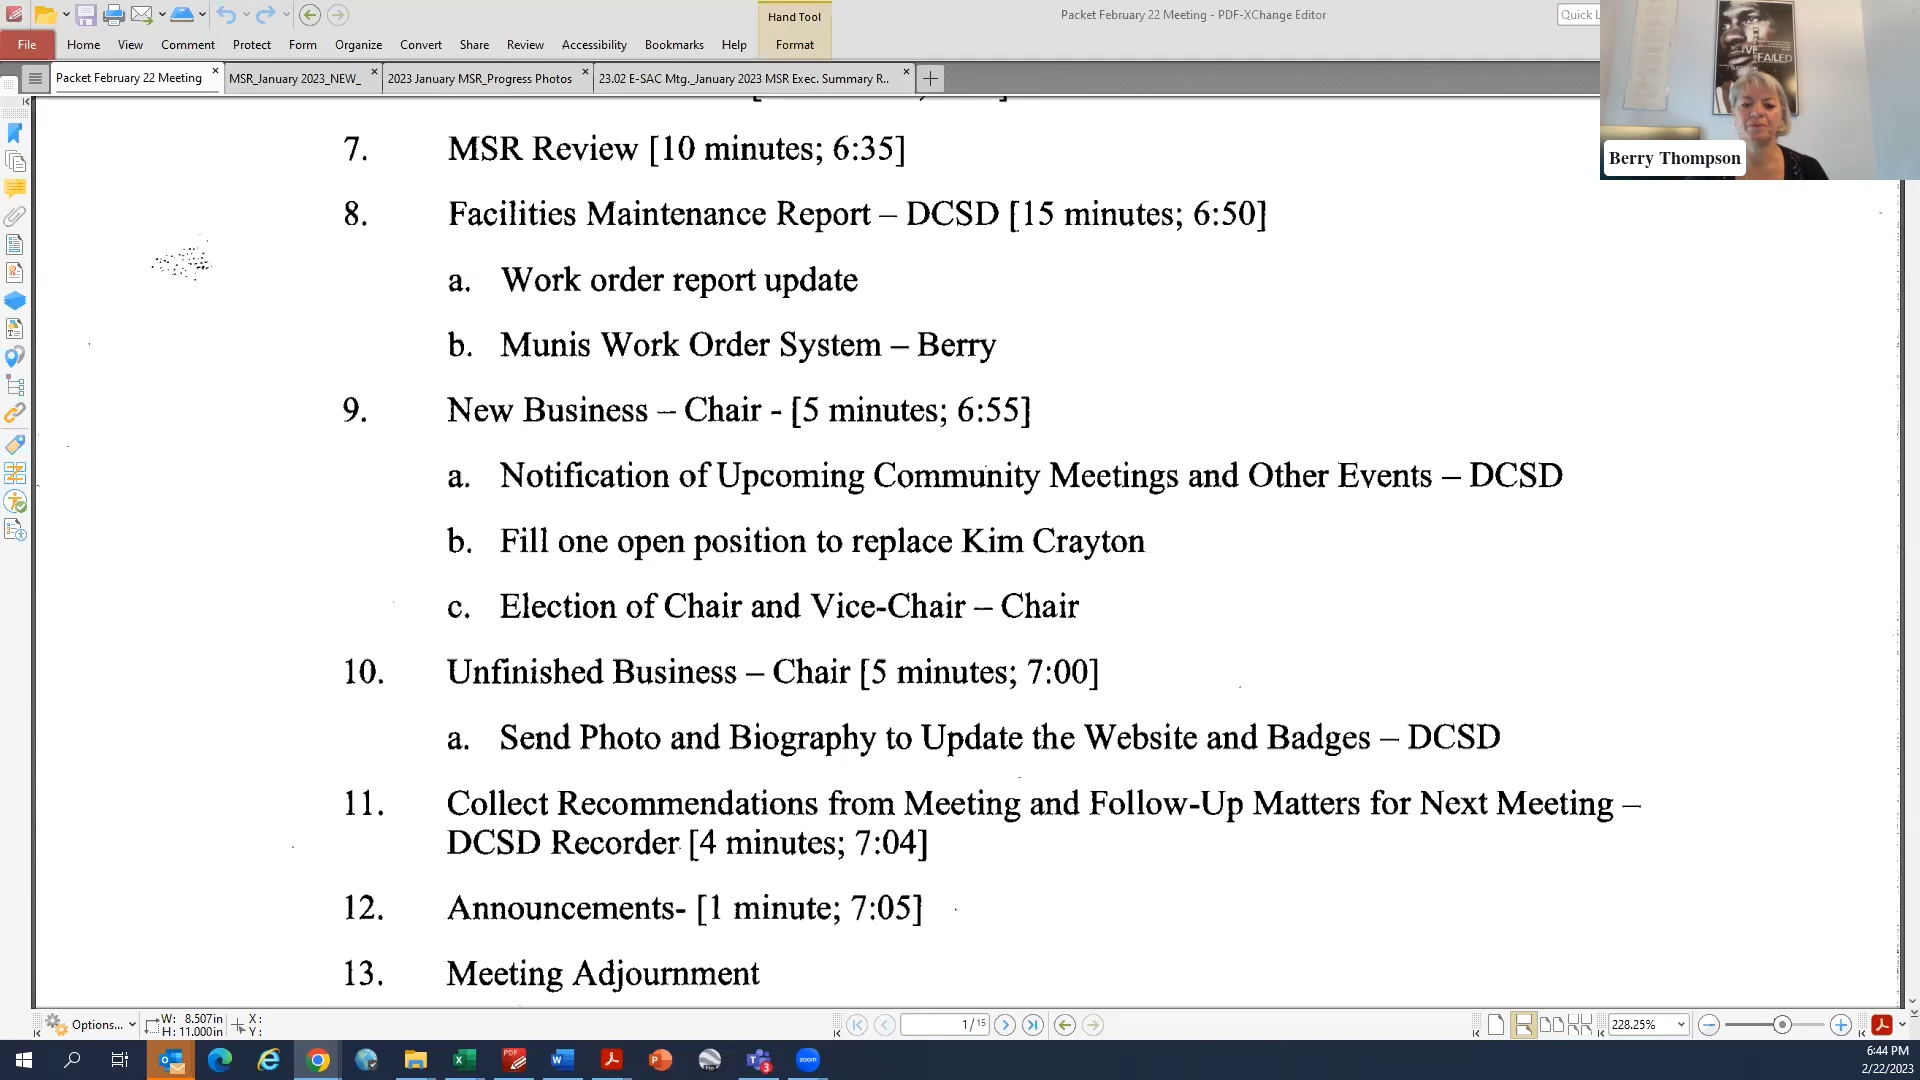 Packet February 22 Meeting - PDF-XChange Editor
Hand Tool
Quick L
File Home View Comment Protect Form Organize Convert Share Review Accessibility Bookmarks Help Format
Packet February 22 Meeting
MSR_January 2023_NEW_
2023 January MSR_Progress Photos
23.02 E-SAC Mtg._January 2023 MSR Exec. Summary R..
FAILED
Berry Thompson
7. MSR Review [10 minutes; 6:35]
8. Facilities Maintenance Report – DCSD [15 minutes; 6:50]
a. Work order report update
b. Munis Work Order System – Berry
9. New Business – Chair - [5 minutes; 6:55]
a. Notification of Upcoming Community Meetings and Other Events – DCSD
b. Fill one open position to replace Kim Crayton
c. Election of Chair and Vice-Chair – Chair
10. Unfinished Business – Chair [5 minutes; 7:00]
a. Send Photo and Biography to Update the Website and Badges – DCSD
11. Collect Recommendations from Meeting and Follow-Up Matters for Next Meeting –
DCSD Recorder [4 minutes; 7:04]
12. Announcements- [1 minute; 7:05]
13. Meeting Adjournment
Options...
W: 8.507in
H: 11.000in
X:
Y:
1 / 15
228.25%
zoom
6:44 PM
2/22/2023